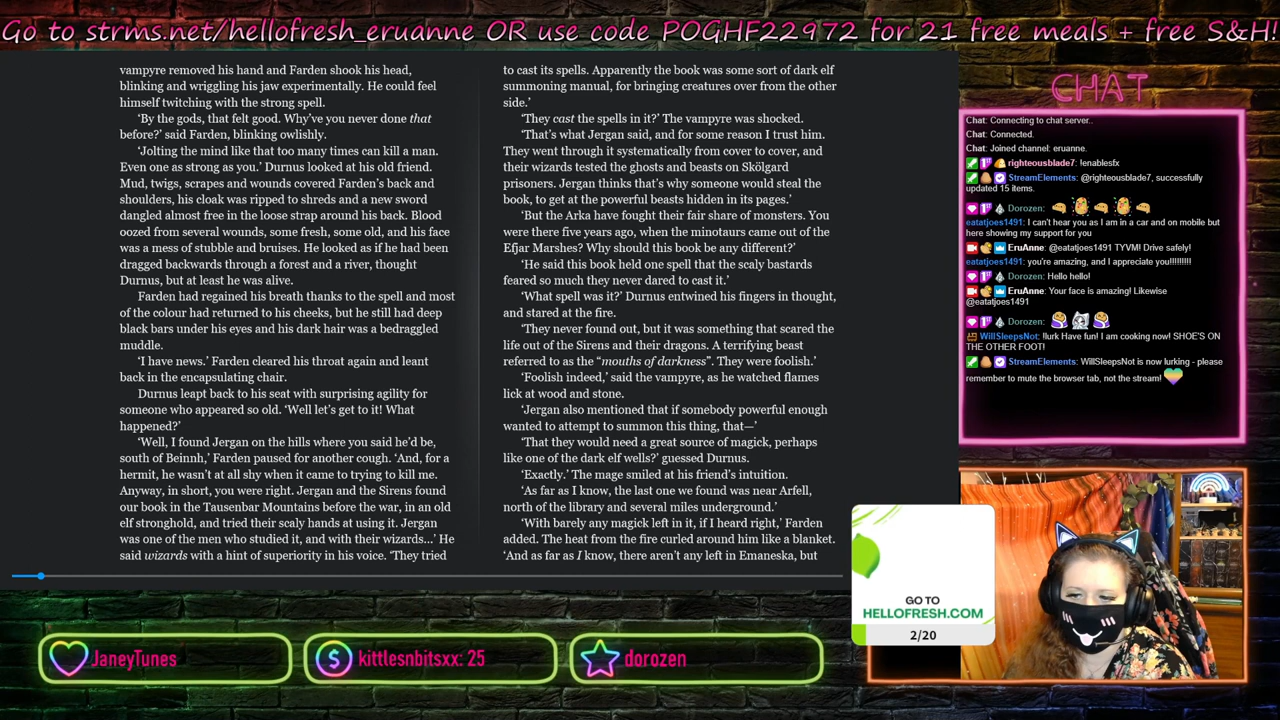 Go to strms.net/hellofresh_eruanne OR use code POGHF22972 for 21 free meals + free S&H!
vampyre removed his hand and Farden shook his head,
blinking and wriggling his jaw experimentally. He could feel
himself twitching with the strong spell.
‘By the gods, that felt good. Why've you never done that
before?’ said Farden, blinking owlishly.
‘Jolting the mind like that too many times can kill a man.
Even one as strong as you.’ Durnus looked at his old friend.
Mud, twigs, scrapes and wounds covered Farden's back and
shoulders, his cloak was ripped to shreds and a new sword
dangled almost free in the loose strap around his back. Blood
oozed from several wounds, some fresh, some old, and his face
was a mess of stubble and bruises. He looked as if he had been
dragged backwards through a forest and a river, thought
Durnus, but at least he was alive.
Farden had regained his breath thanks to the spell and most
of the colour had returned to his cheeks, but he still had deep
black bars under his eyes and his dark hair was a bedraggled
muddle.
‘I have news.’ Farden cleared his throat again and leant
back in the encapsulating chair.
Durnus leapt back to his seat with surprising agility for
someone who appeared so old. ‘Well let's get to it! What
happened?’
‘Well, I found Jergan on the hills where you said he'd be,
south of Beinnh,’ Farden paused for another cough. ‘And, for a
hermit, he wasn't at all shy when it came to trying to kill me.
Anyway, in short, you were right. Jergan and the Sirens found
our book in the Tausenbar Mountains before the war, in an old
elf stronghold, and tried their scaly hands at using it. Jergan
was one of the men who studied it, and with their wizards...’ He
said wizards with a hint of superiority in his voice. ‘They tried
to cast its spells. Apparently the book was some sort of dark elf
summoning manual, for bringing creatures over from the other
side.’
‘They cast the spells in it?’ The vampyre was shocked.
‘That's what Jergan said, and for some reason I trust him.
They went through it systematically from cover to cover, and
their wizards tested the ghosts and beasts on Skölgard
prisoners. Jergan thinks that's why someone would steal the
book, to get at the powerful beasts hidden in its pages.’
‘But the Arka have fought their fair share of monsters. You
were there five years ago, when the minotaurs came out of the
Efjar Marshes? Why should this book be any different?’
‘He said this book held one spell that the scaly bastards
feared so much they never dared to cast it.’
‘What spell was it?’ Durnus entwined his fingers in thought,
and stared at the fire.
‘They never found out, but it was something that scared the
life out of the Sirens and their dragons. A terrifying beast
referred to as the “mouths of darkness”. They were foolish.’
‘Foolish indeed,’ said the vampyre, as he watched flames
lick at wood and stone.
‘Jergan also mentioned that if somebody powerful enough
wanted to attempt to summon this thing, that—’
‘That they would need a great source of magick, perhaps
like one of the dark elf wells?’ guessed Durnus.
‘Exactly.’ The mage smiled at his friend's intuition.
‘As far as I know, the last one we found was near Arfell,
north of the library and several miles underground.’
‘With barely any magick left in it, if I heard right,’ Farden
added. The heat from the fire curled around him like a blanket.
‘And as far as I know, there aren't any left in Emaneska, but
CHAT
Chat: Connecting to chat server..
Chat: Connected.
Chat: Joined channel: eruanne.
righteousblade7: !enablesfx
StreamElements: @righteousblade7, successfully
updated 15 items.
Dorozen:
eatatjoes1491: I can't hear you as I am in a car and on mobile but
here showing my support for you
EruAnne: @eatatjoes1491 TYVM! Drive safely!
eatatjoes1491: you're amazing, and I appreciate you!!!!!!!!!
Dorozen: Hello hello!
EruAnne: Your face is amazing! Likewise
@eatatjoes1491
Dorozen:
WillSleepsNot: !lurk Have fun! I am cooking now! SHOE'S ON
THE OTHER FOOT!
StreamElements: WillSleepsNot is now lurking - please
remember to mute the browser tab, not the stream!
GO TO
HELLOFRESH.COM
2/20
JaneyTunes
kittlesnbitsxx: 25
dorozen